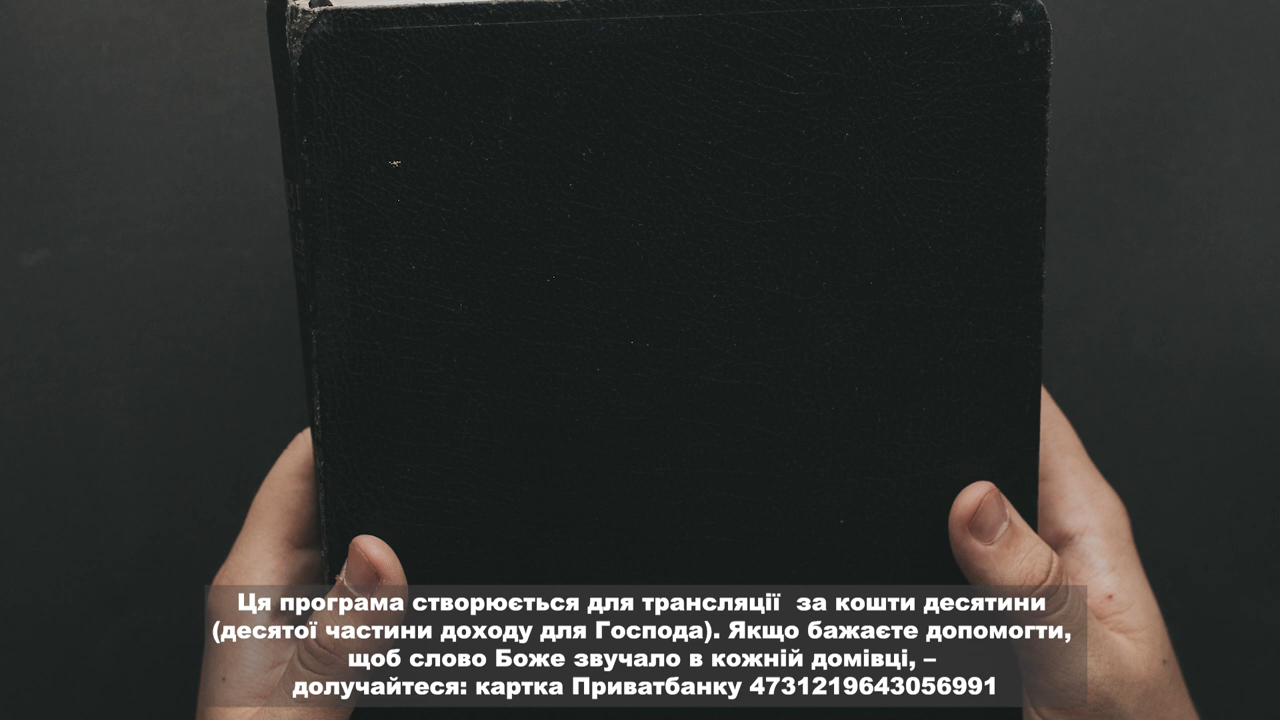 Ця програма створюється для трансляції за кошти десятини
(десятої частини доходу для Господа). Якщо бажаєте допомогти,
щоб слово Боже звучало в кожній домівці, –
долучайтеся: картка Приватбанку 4731219643056991